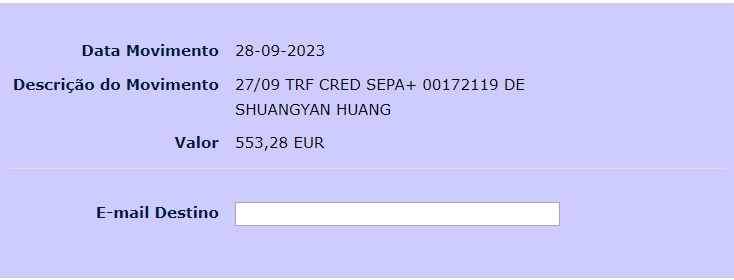 Data Movimento 28-09-2023
Descrição do Movimento 27/09 TRF CRED SEPA+ 00172119 DE
SHUANGYAN HUANG
Valor 553,28 EUR
E-mail Destino